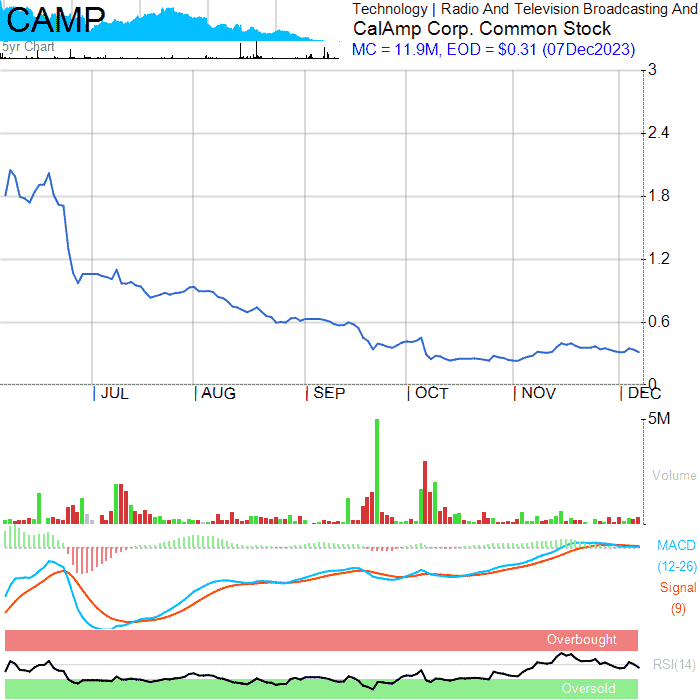 CAMP
5yr Chart
Technology | Radio And Television Broadcasting And
CalAmp Corp. Common Stock
MC = 11.9M, EOD = $0.31 (07Dec2023)
3
2.4
1.8
1.2
0.6
0
JUL
AUG
SEP
OCT
NOV
DEC
5M
Volume
MACD
(12-26)
Signal
(9)
Overbought
RSI(14)
Oversold